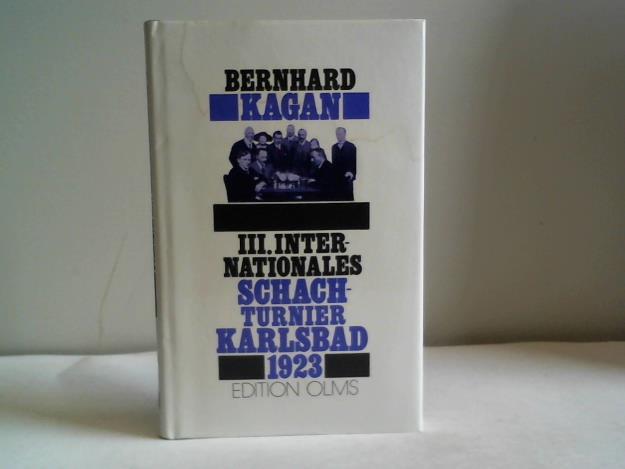 BERNHARD
KAGAN
III. INTER-
NATIONALES
SCHACH-
TURNIER
KARLSBAD
1923
EDITION OLMS